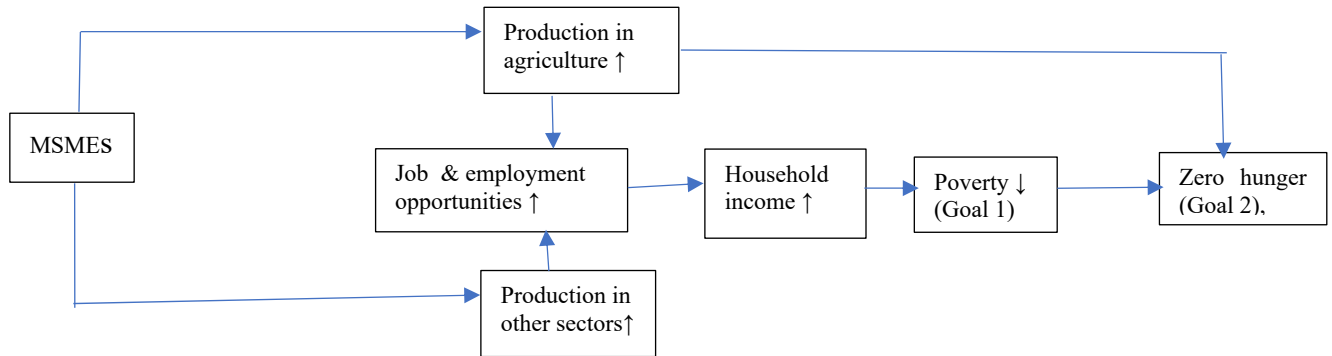 Production in
agriculture ↑
MSMEs
Job & employment
opportunities ↑
Household
income ↑
Poverty ↓
(Goal 1)
Zero hunger
(Goal 2),
Production in
other sectors↑